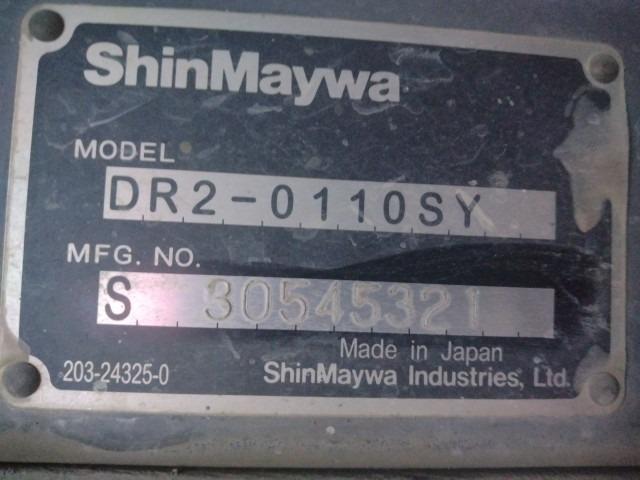 ShinMaywa
MODEL
DR2-0110SY
MFG. NO.
S 30545321
Made in Japan
203-24325-0 ShinMaywa Industries, Ltd.